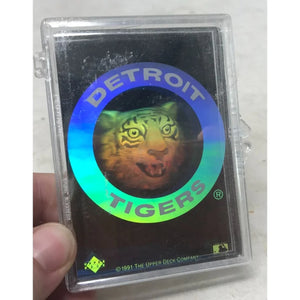 DETROIT
TIGERS®
©1991 THE UPPER DECK COMPANY